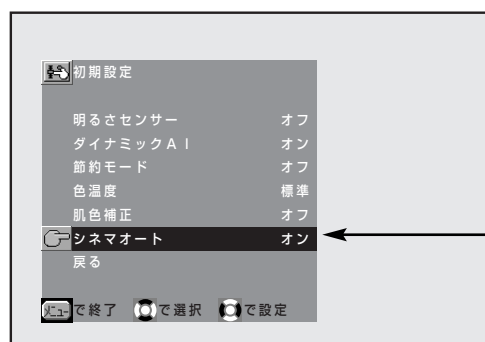 初期設定
明るさセンサー オフ
ダイナミックAI オン
節約モード オフ
色温度 標準
肌色補正 オフ
シネマオート オン
戻る
メニューで終了 で選択 で設定